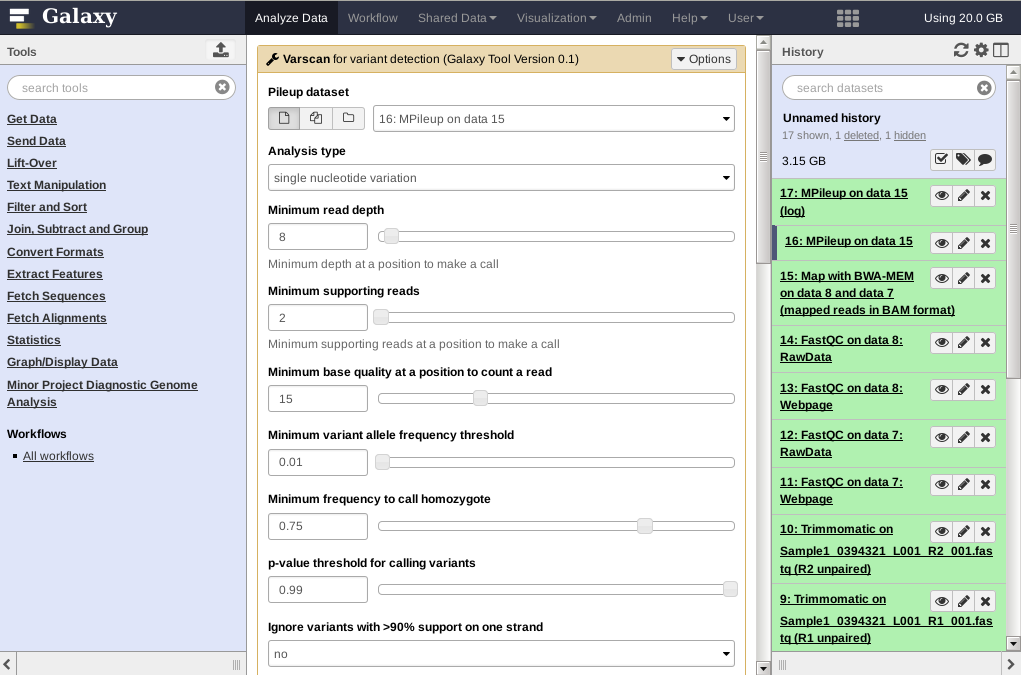 Galaxy
Analyze Data
Workflow
Shared Data
Visualization
Admin
Help
User
Using 20.0 GB
Tools
search tools
Get Data
Send Data
Lift-Over
Text Manipulation
Filter and Sort
Join, Subtract and Group
Convert Formats
Extract Features
Fetch Sequences
Fetch Alignments
Statistics
Graph/Display Data
Minor Project Diagnostic Genome
Analysis
Workflows
All workflows
Varscan for variant detection (Galaxy Tool Version 0.1)
Options
Pileup dataset
16: MPileup on data 15
Analysis type
single nucleotide variation
Minimum read depth
8
Minimum depth at a position to make a call
Minimum supporting reads
2
Minimum supporting reads at a position to make a call
Minimum base quality at a position to count a read
15
Minimum variant allele frequency threshold
0.01
Minimum frequency to call homozygote
0.75
p-value threshold for calling variants
0.99
Ignore variants with >90% support on one strand
no
History
search datasets
Unnamed history
17 shown, 1 deleted, 1 hidden
3.15 GB
17: MPileup on data 15
(log)
16: MPileup on data 15
15: Map with BWA-MEM
on data 8 and data 7
(mapped reads in BAM format)
14: FastQC on data 8:
RawData
13: FastQC on data 8:
Webpage
12: FastQC on data 7:
RawData
11: FastQC on data 7:
Webpage
10: Trimmomatic on
Sample1_0394321_L001_R2_001.fas
tq (R2 unpaired)
9: Trimmomatic on
Sample1_0394321_L001_R1_001.fas
tq (R1 unpaired)